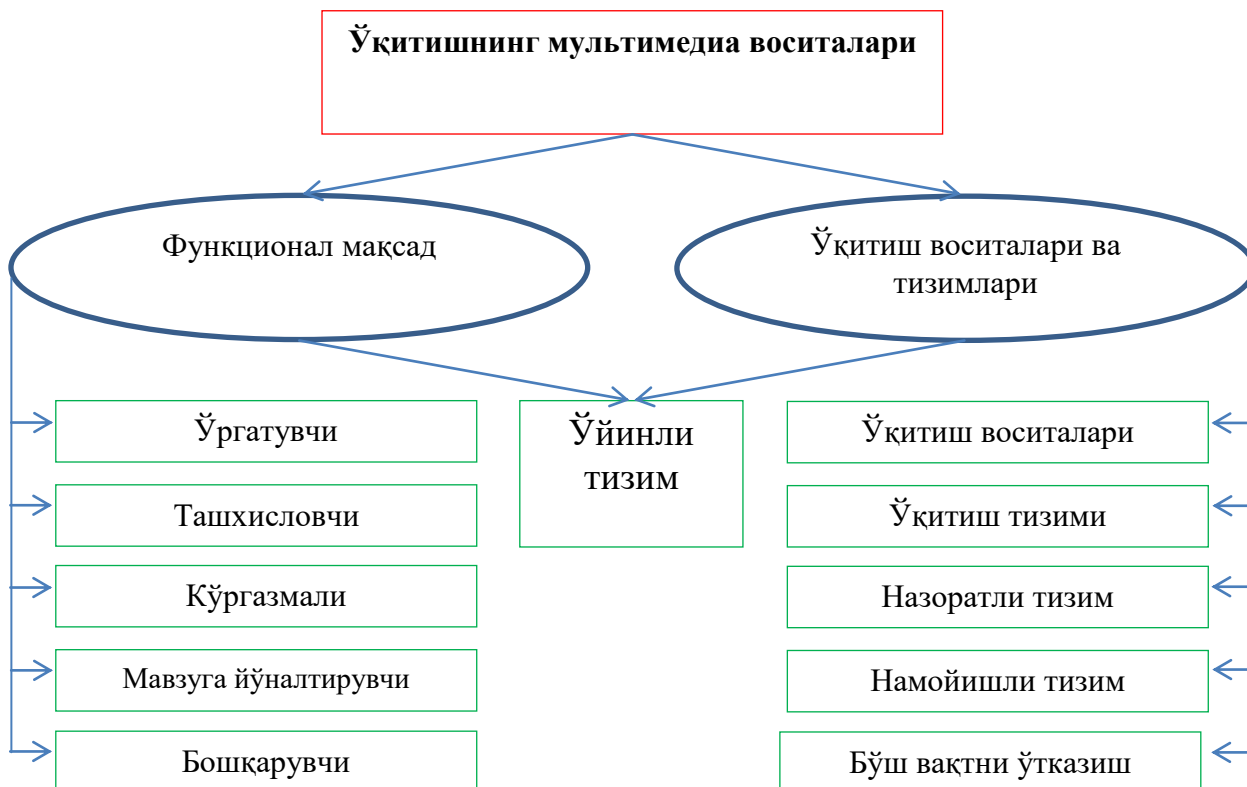 Ўқитишнинг мультимедиа воситалари
Функционал мақсад
Ўқитиш воситалари ва
тизимлари
Ўргатувчи
Ўйинли
тизим
Ўқитиш воситалари
Ташхисловчи
Ўқитиш тизими
Кўргазмали
Назоратли тизим
Мавзуга йўналтирувчи
Намойишли тизим
Бошқарувчи
Бўш вақтни ўтказиш